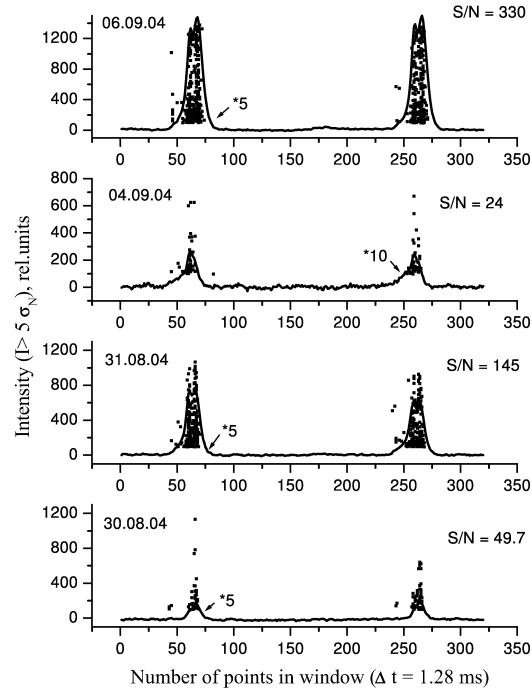 06.09.04
S/N = 330
1600
1200
800
400
0
*5
0 50 100 150 200 250 300 350
800
600
400
200
0
04.09.04
S/N = 24
*10
0 50 100 150 200 250 300 350
1200
800
400
0
31.08.04
S/N = 145
*5
0 50 100 150 200 250 300 350
1200
800
400
0
30.08.04
S/N = 49.7
*5
0 50 100 150 200 250 300 350
Intensity (I> 5 σN), rel.units
Number of points in window (Δ t = 1.28 ms)